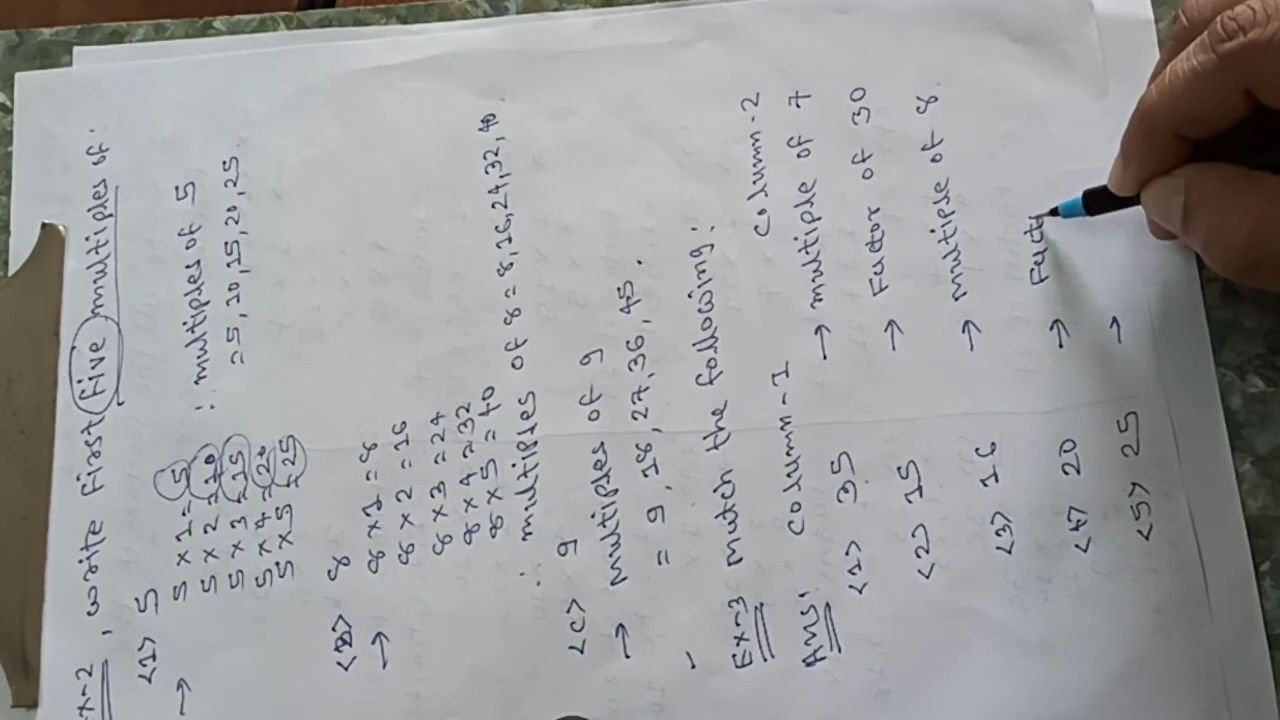 x-2, write first five multiples of:
<1> 5
→ 5 x 1 = 5
5 x 2 = 10
5 x 3 = 15
5 x 4 = 20
5 x 5 = 25
: multiples of 5
= 5, 10, 15, 20, 25.
<B> 8
→ 8 x 1 = 8
8 x 2 = 16
8 x 3 = 24
8 x 4 = 32
8 x 5 = 40
∴ multiples of 8 = 8, 16, 24, 32, 40.
<c> 9
→ multiples of 9
= 9, 18, 27, 36, 45.
Ex-3 Match the following:
Ans: column-1 column-2
<1> 35 → multiple of 7
<2> 15 → Factor of 30
<3> 16 → multiple of 8.
<4> 20 → Fact
<5> 25 →